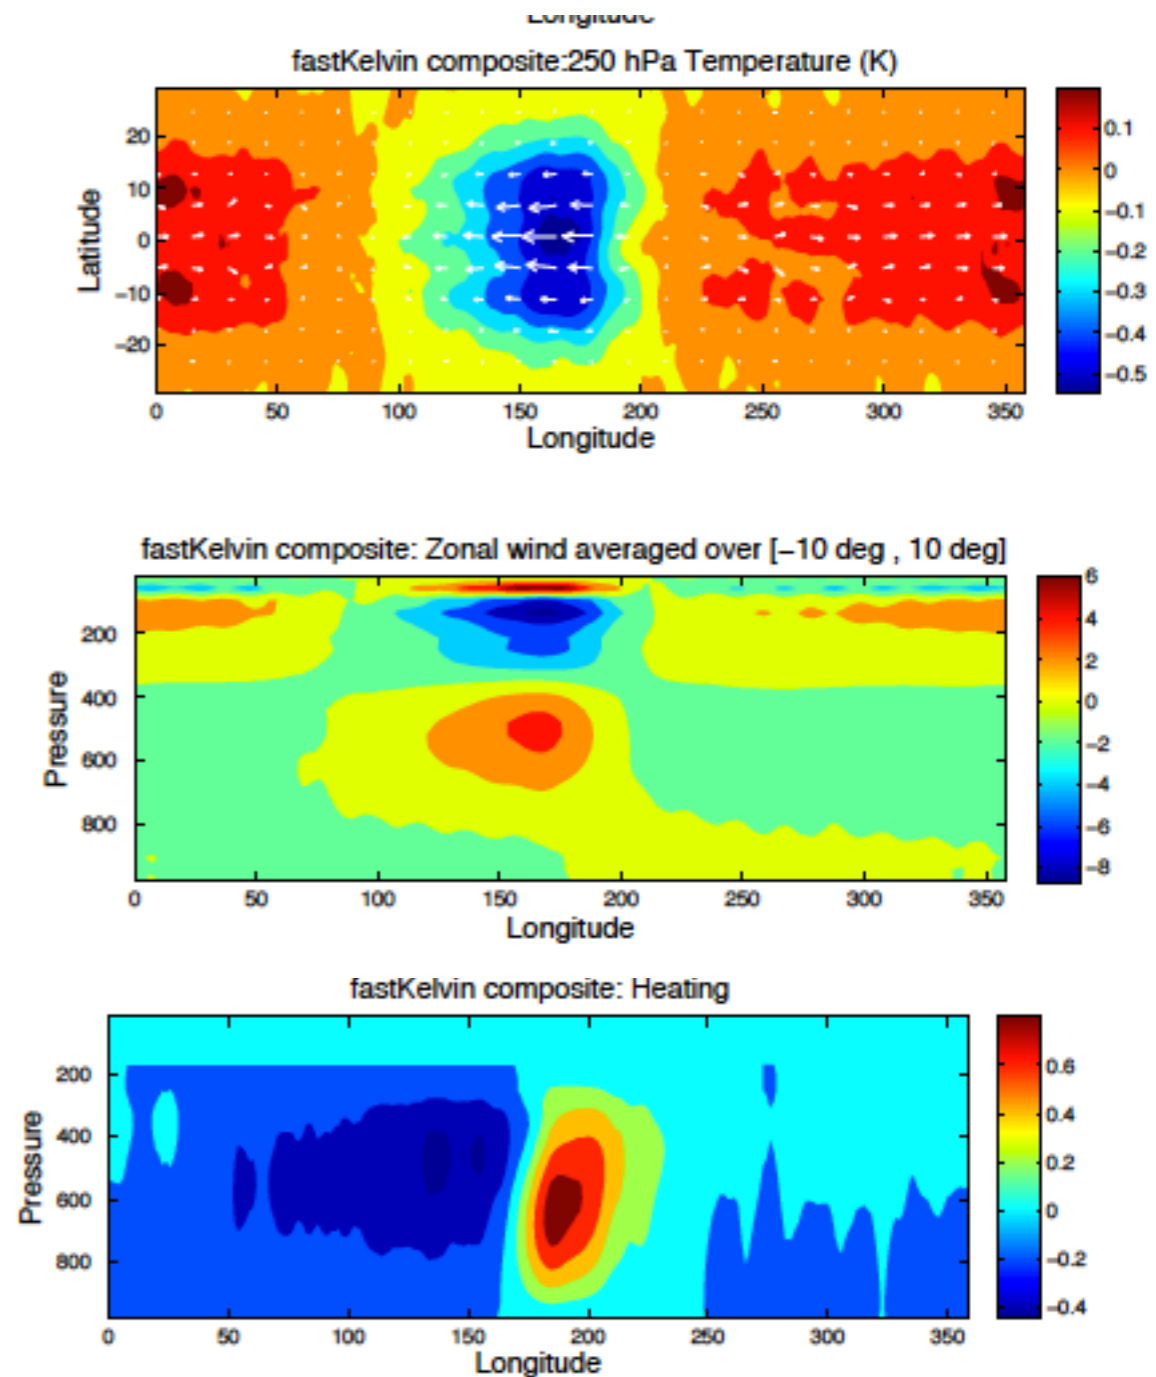 Longitude
fastKelvin composite:250 hPa Temperature (K)
Latitude
20
10
0
−10
−20
0 50 100 150 200 250 300 350
Longitude
0.1
0
−0.1
−0.2
−0.3
−0.4
−0.5
fastKelvin composite: Zonal wind averaged over [−10 deg , 10 deg]
Pressure
200
400
600
800
0 50 100 150 200 250 300 350
Longitude
6
4
2
0
−2
−4
−6
−8
fastKelvin composite: Heating
Pressure
200
400
600
800
0 50 100 150 200 250 300 350
Longitude
0.6
0.4
0.2
0
−0.2
−0.4